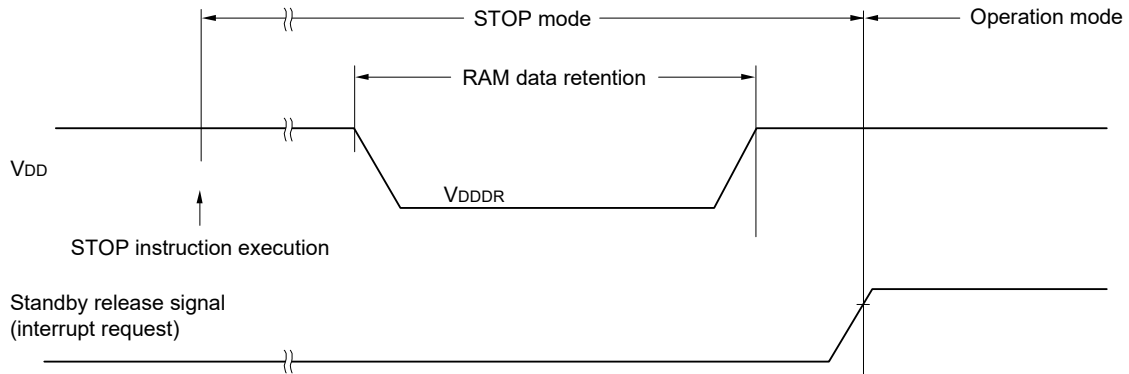 STOP mode
Operation mode
RAM data retention
VDD
VDDDR
STOP instruction execution
Standby release signal
(interrupt request)